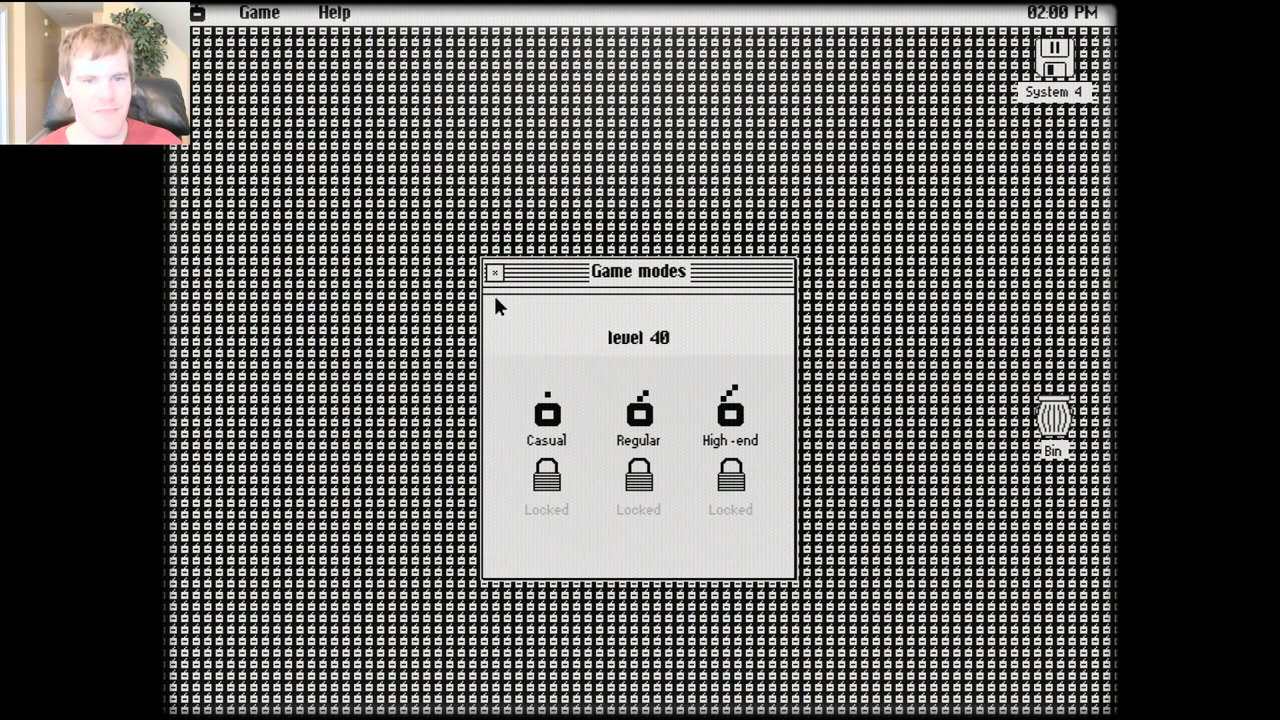 Game Help 02:00 PM
System 4
Game modes
level 40
Casual Regular High-end
Locked Locked Locked
Bin